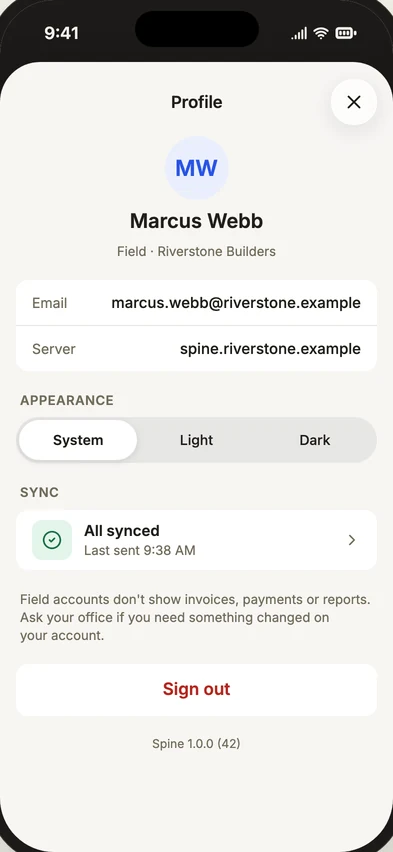 9:41
Profile
MW
Marcus Webb
Field · Riverstone Builders
Email marcus.webb@riverstone.example
Server spine.riverstone.example
APPEARANCE
System Light Dark
SYNC
All synced
Last sent 9:38 AM
Field accounts don't show invoices, payments or reports.
Ask your office if you need something changed on
your account.
Sign out
Spine 1.0.0 (42)